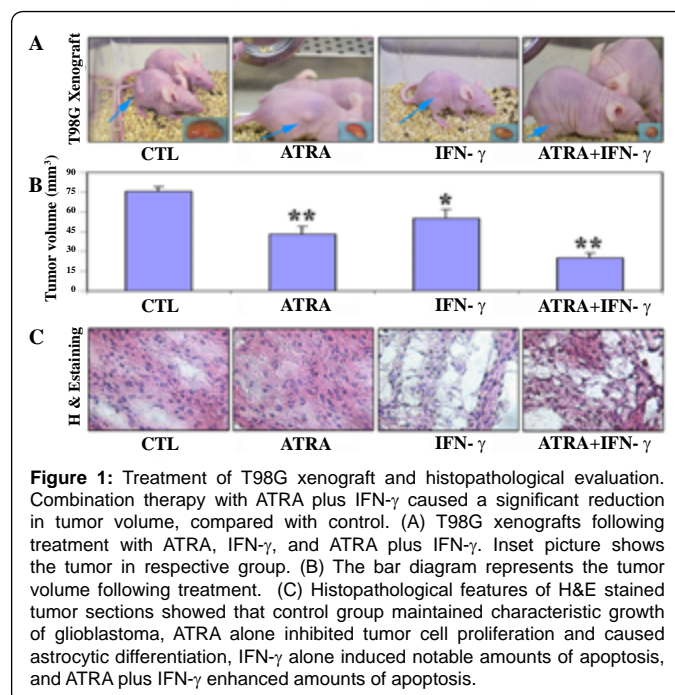 A
T98G Xenograft
CTL
ATRA
IFN- γ
ATRA+IFN- γ
B
Tumor volume (mm³)
90
75
60
45
30
15
0
**
*
**
CTL
ATRA
IFN- γ
ATRA+IFN- γ
C
H & Estaining
CTL
ATRA
IFN- γ
ATRA+IFN- γ
Figure 1: Treatment of T98G xenograft and histopathological evaluation.
Combination therapy with ATRA plus IFN-γ caused a significant reduction
in tumor volume, compared with control. (A) T98G xenografts following
treatment with ATRA, IFN-γ, and ATRA plus IFN-γ. Inset picture shows
the tumor in respective group. (B) The bar diagram represents the tumor
volume following treatment. (C) Histopathological features of H&E stained
tumor sections showed that control group maintained characteristic growth
of glioblastoma, ATRA alone inhibited tumor cell proliferation and caused
astrocytic differentiation, IFN-γ alone induced notable amounts of apoptosis,
and ATRA plus IFN-γ enhanced amounts of apoptosis.